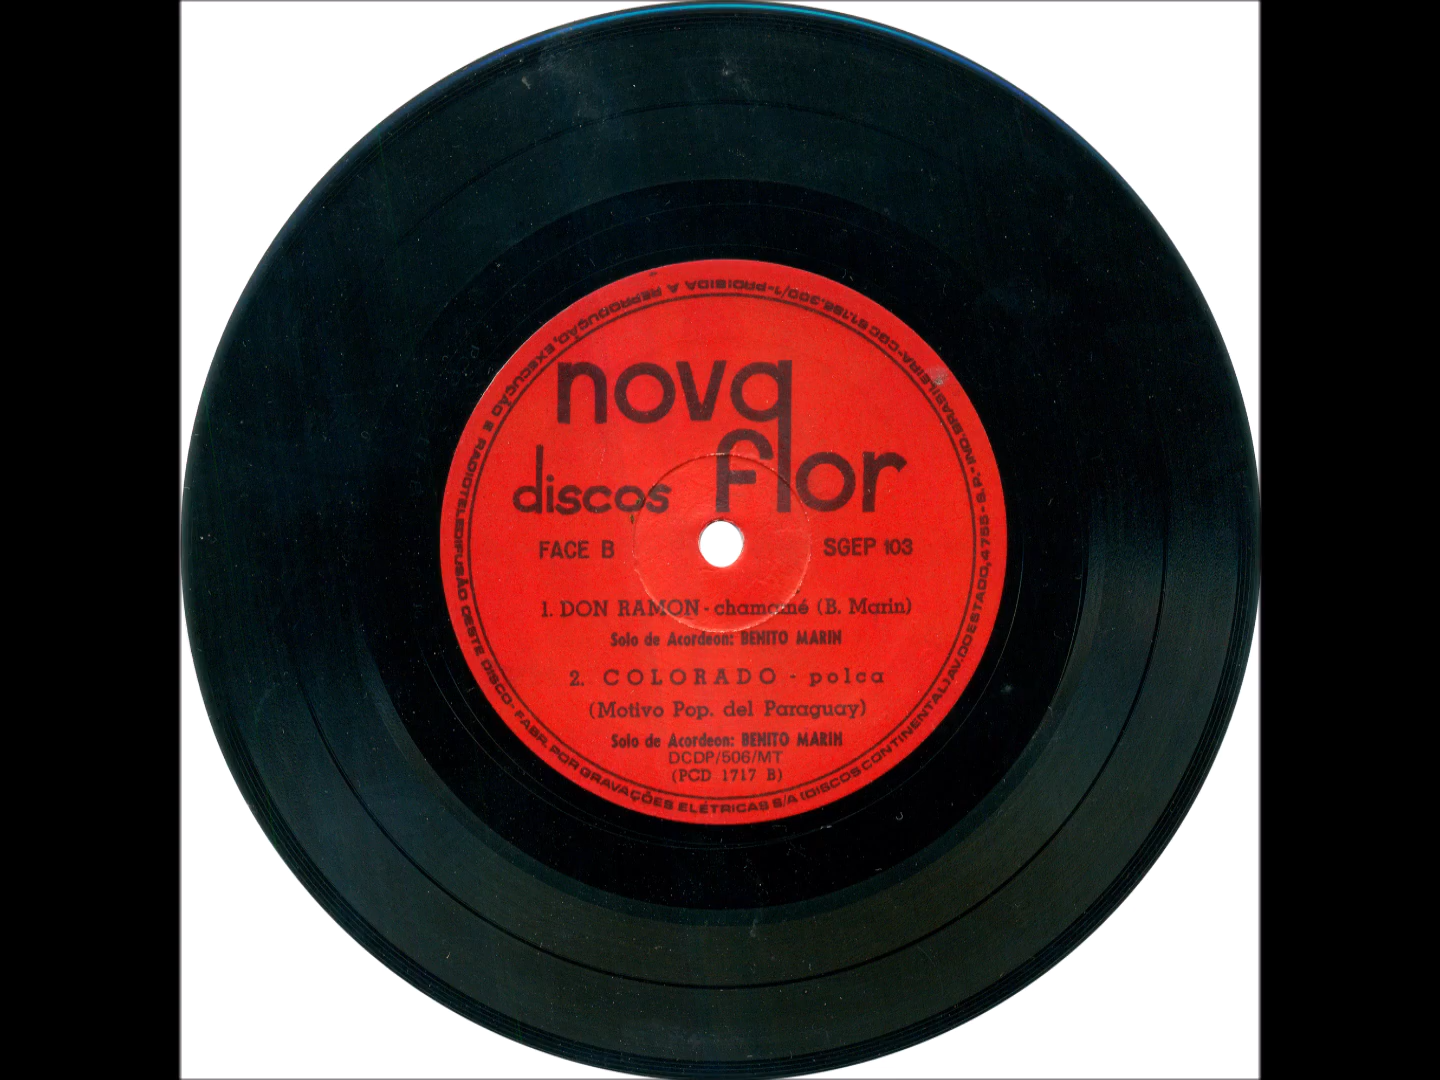 nova
discos flor
FACE B SGEP 103
1. DON RAMON - chamamé (B. Marin)
Solo de Acordeon: BENITO MARIN
2. COLORADO - polca
(Motivo Pop. del Paraguay)
Solo de Acordeon: BENITO MARIN
DCDP/506/MT
(PCD 1717 B)
FABR. POR GRAVAÇÕES ELÉTRICAS S/A (DISCOS CONTINENTAL) AV. DO ESTADO, 4755 - S.P. - IND. BRASILEIRA - CGC 61.186.300/1 - PROIBIDA A REPRODUÇÃO, EXECUÇÃO E RADIOTELEDIFUSÃO DESTE DISCO -